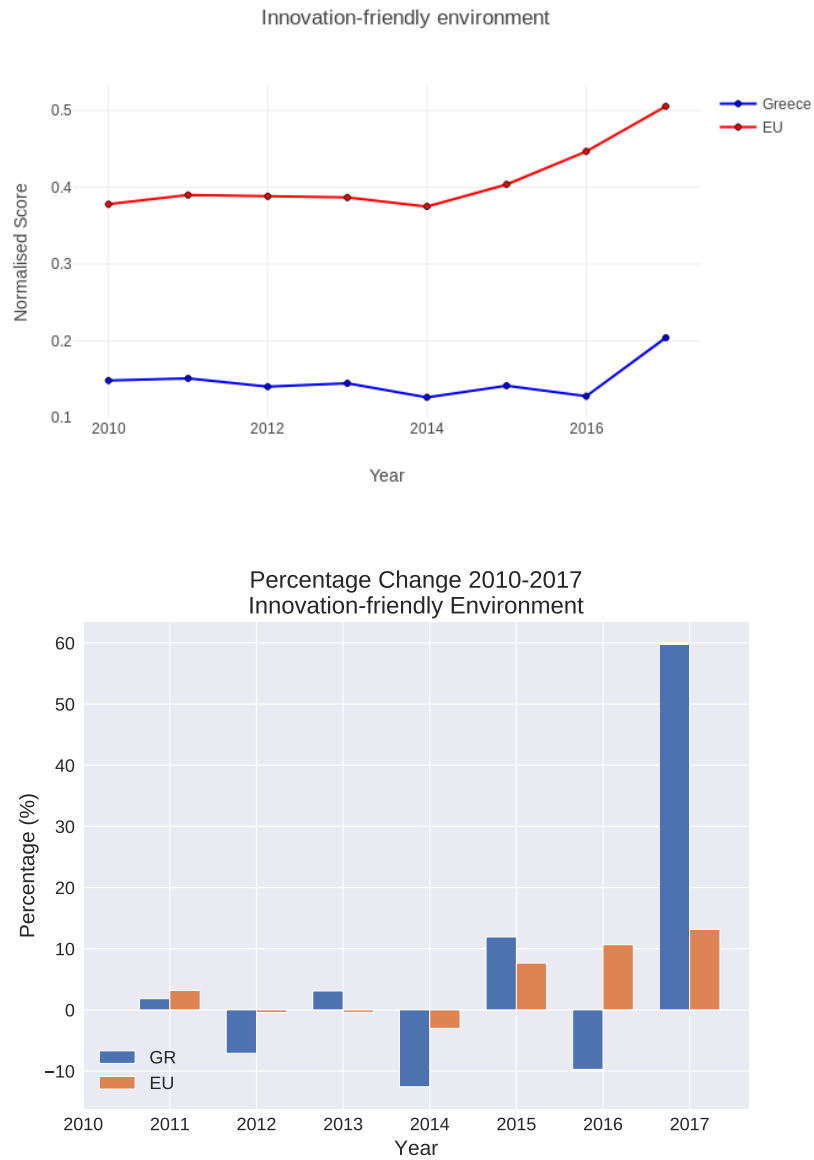 Innovation-friendly environment
0.5
0.4
0.3
0.2
0.1
Normalised Score
2010 2012 2014 2016
Year
Greece
EU
Percentage Change 2010-2017
Innovation-friendly Environment
60
50
40
30
20
10
0
−10
Percentage (%)
GR
EU
2010 2011 2012 2013 2014 2015 2016 2017
Year